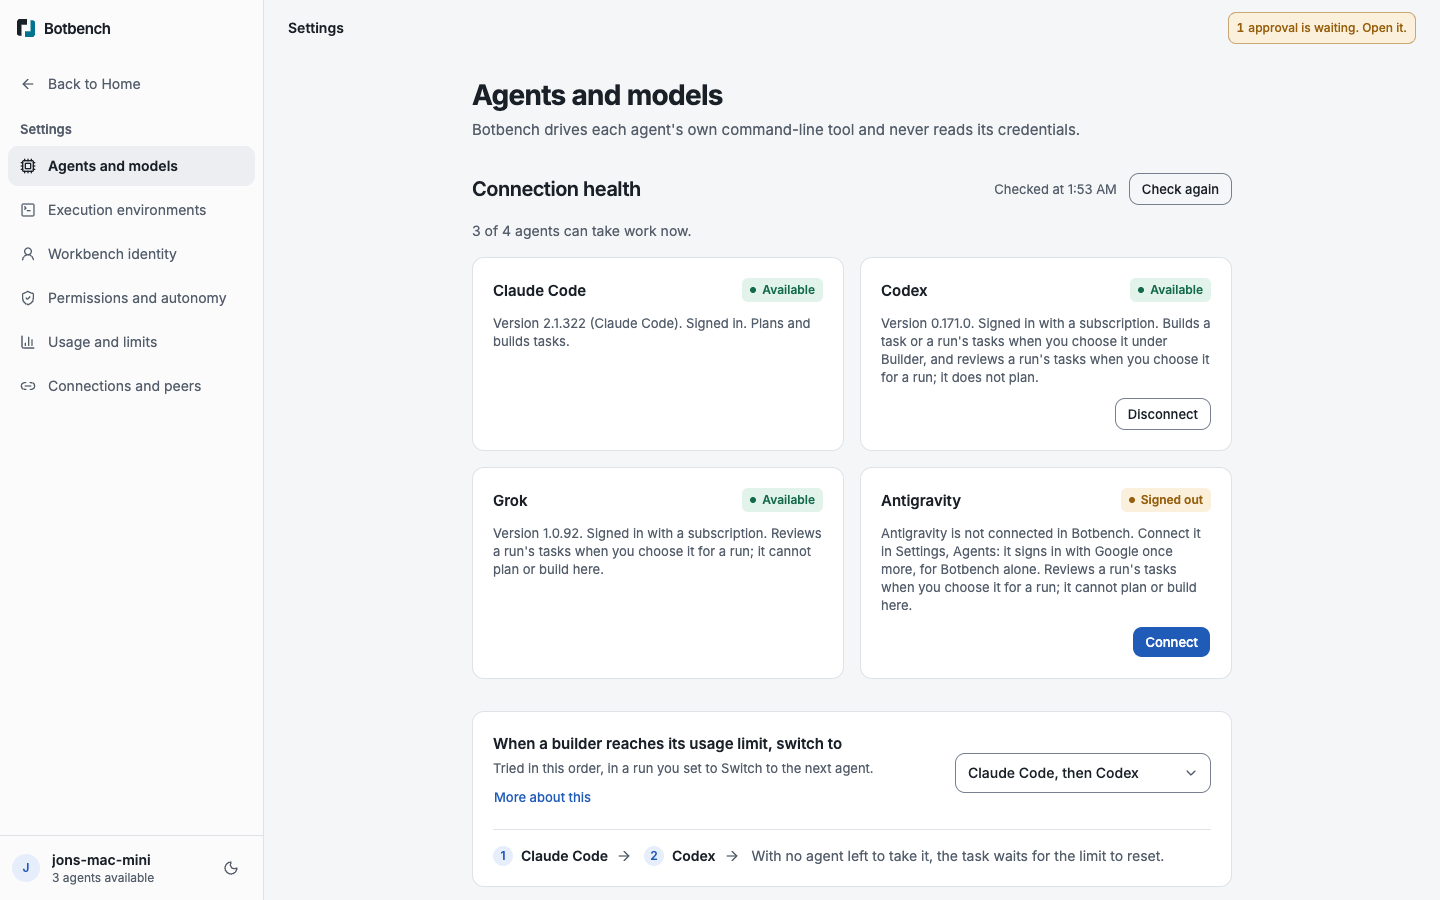 Botbench
Back to Home
Settings
Agents and models
Execution environments
Workbench identity
Permissions and autonomy
Usage and limits
Connections and peers
J
jons-mac-mini
3 agents available
Settings
1 approval is waiting. Open it.
Agents and models
Botbench drives each agent's own command-line tool and never reads its credentials.
Connection health
Checked at 1:53 AM
Check again
3 of 4 agents can take work now.
Claude Code
Available
Version 2.1.322 (Claude Code). Signed in. Plans and
builds tasks.
Codex
Available
Version 0.171.0. Signed in with a subscription. Builds a
task or a run's tasks when you choose it under
Builder, and reviews a run's tasks when you choose it
for a run; it does not plan.
Disconnect
Grok
Available
Version 1.0.92. Signed in with a subscription. Reviews
a run's tasks when you choose it for a run; it cannot
plan or build here.
Antigravity
Signed out
Antigravity is not connected in Botbench. Connect it
in Settings, Agents: it signs in with Google once
more, for Botbench alone. Reviews a run's tasks
when you choose it for a run; it cannot plan or build
here.
Connect
When a builder reaches its usage limit, switch to
Tried in this order, in a run you set to Switch to the next agent.
More about this
Claude Code, then Codex
1 Claude Code → 2 Codex → With no agent left to take it, the task waits for the limit to reset.